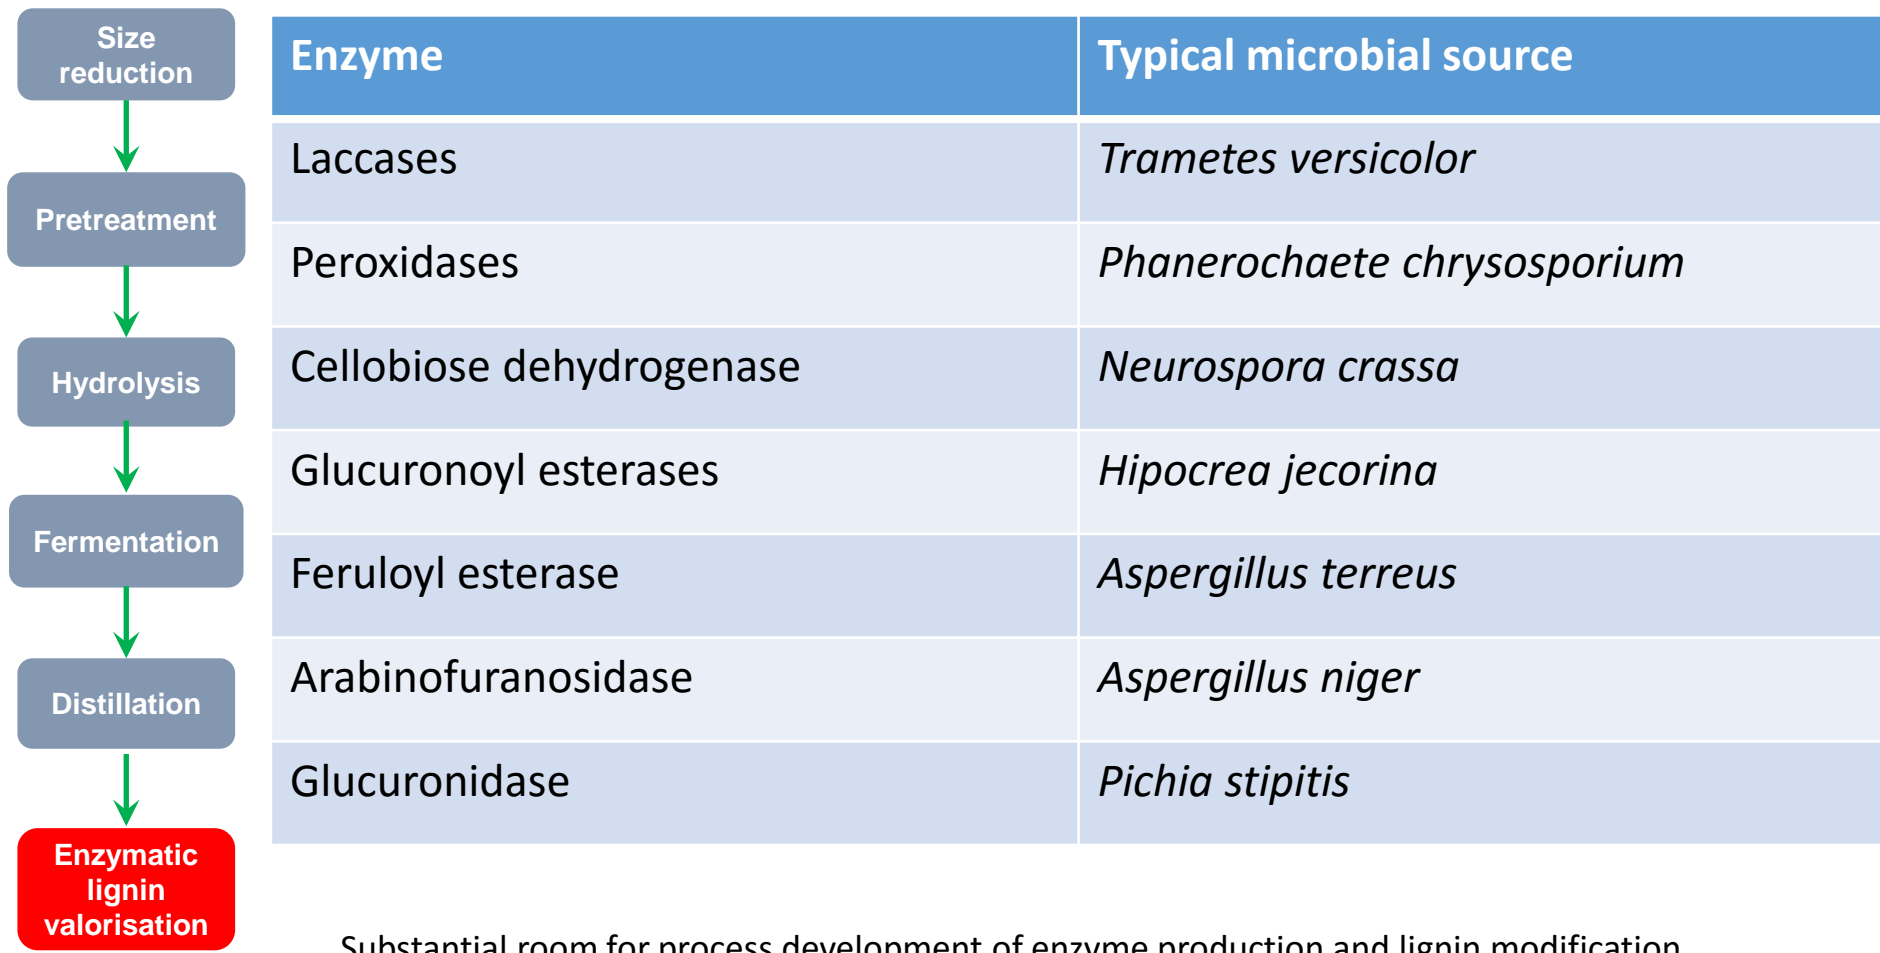 Size
reduction
Pretreatment
Hydrolysis
Fermentation
Distillation
Enzymatic
lignin
valorisation
Enzyme Typical microbial source
Laccases Trametes versicolor
Peroxidases Phanerochaete chrysosporium
Cellobiose dehydrogenase Neurospora crassa
Glucuronoyl esterases Hipocrea jecorina
Feruloyl esterase Aspergillus terreus
Arabinofuranosidase Aspergillus niger
Glucuronidase Pichia stipitis
Substantial room for process development of enzyme production and lignin modification